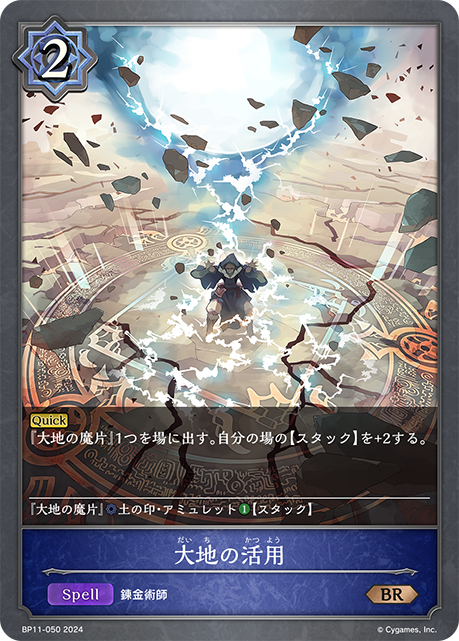 2
Quick
『大地の魔片』1つを場に出す。自分の場の【スタック】を+2する。
『大地の魔片』土の印・アミュレット1【スタック】
だいち かつよう
大地の活用
Spell 錬金術師 BR
BP11-050 2024 © Cygames, Inc.